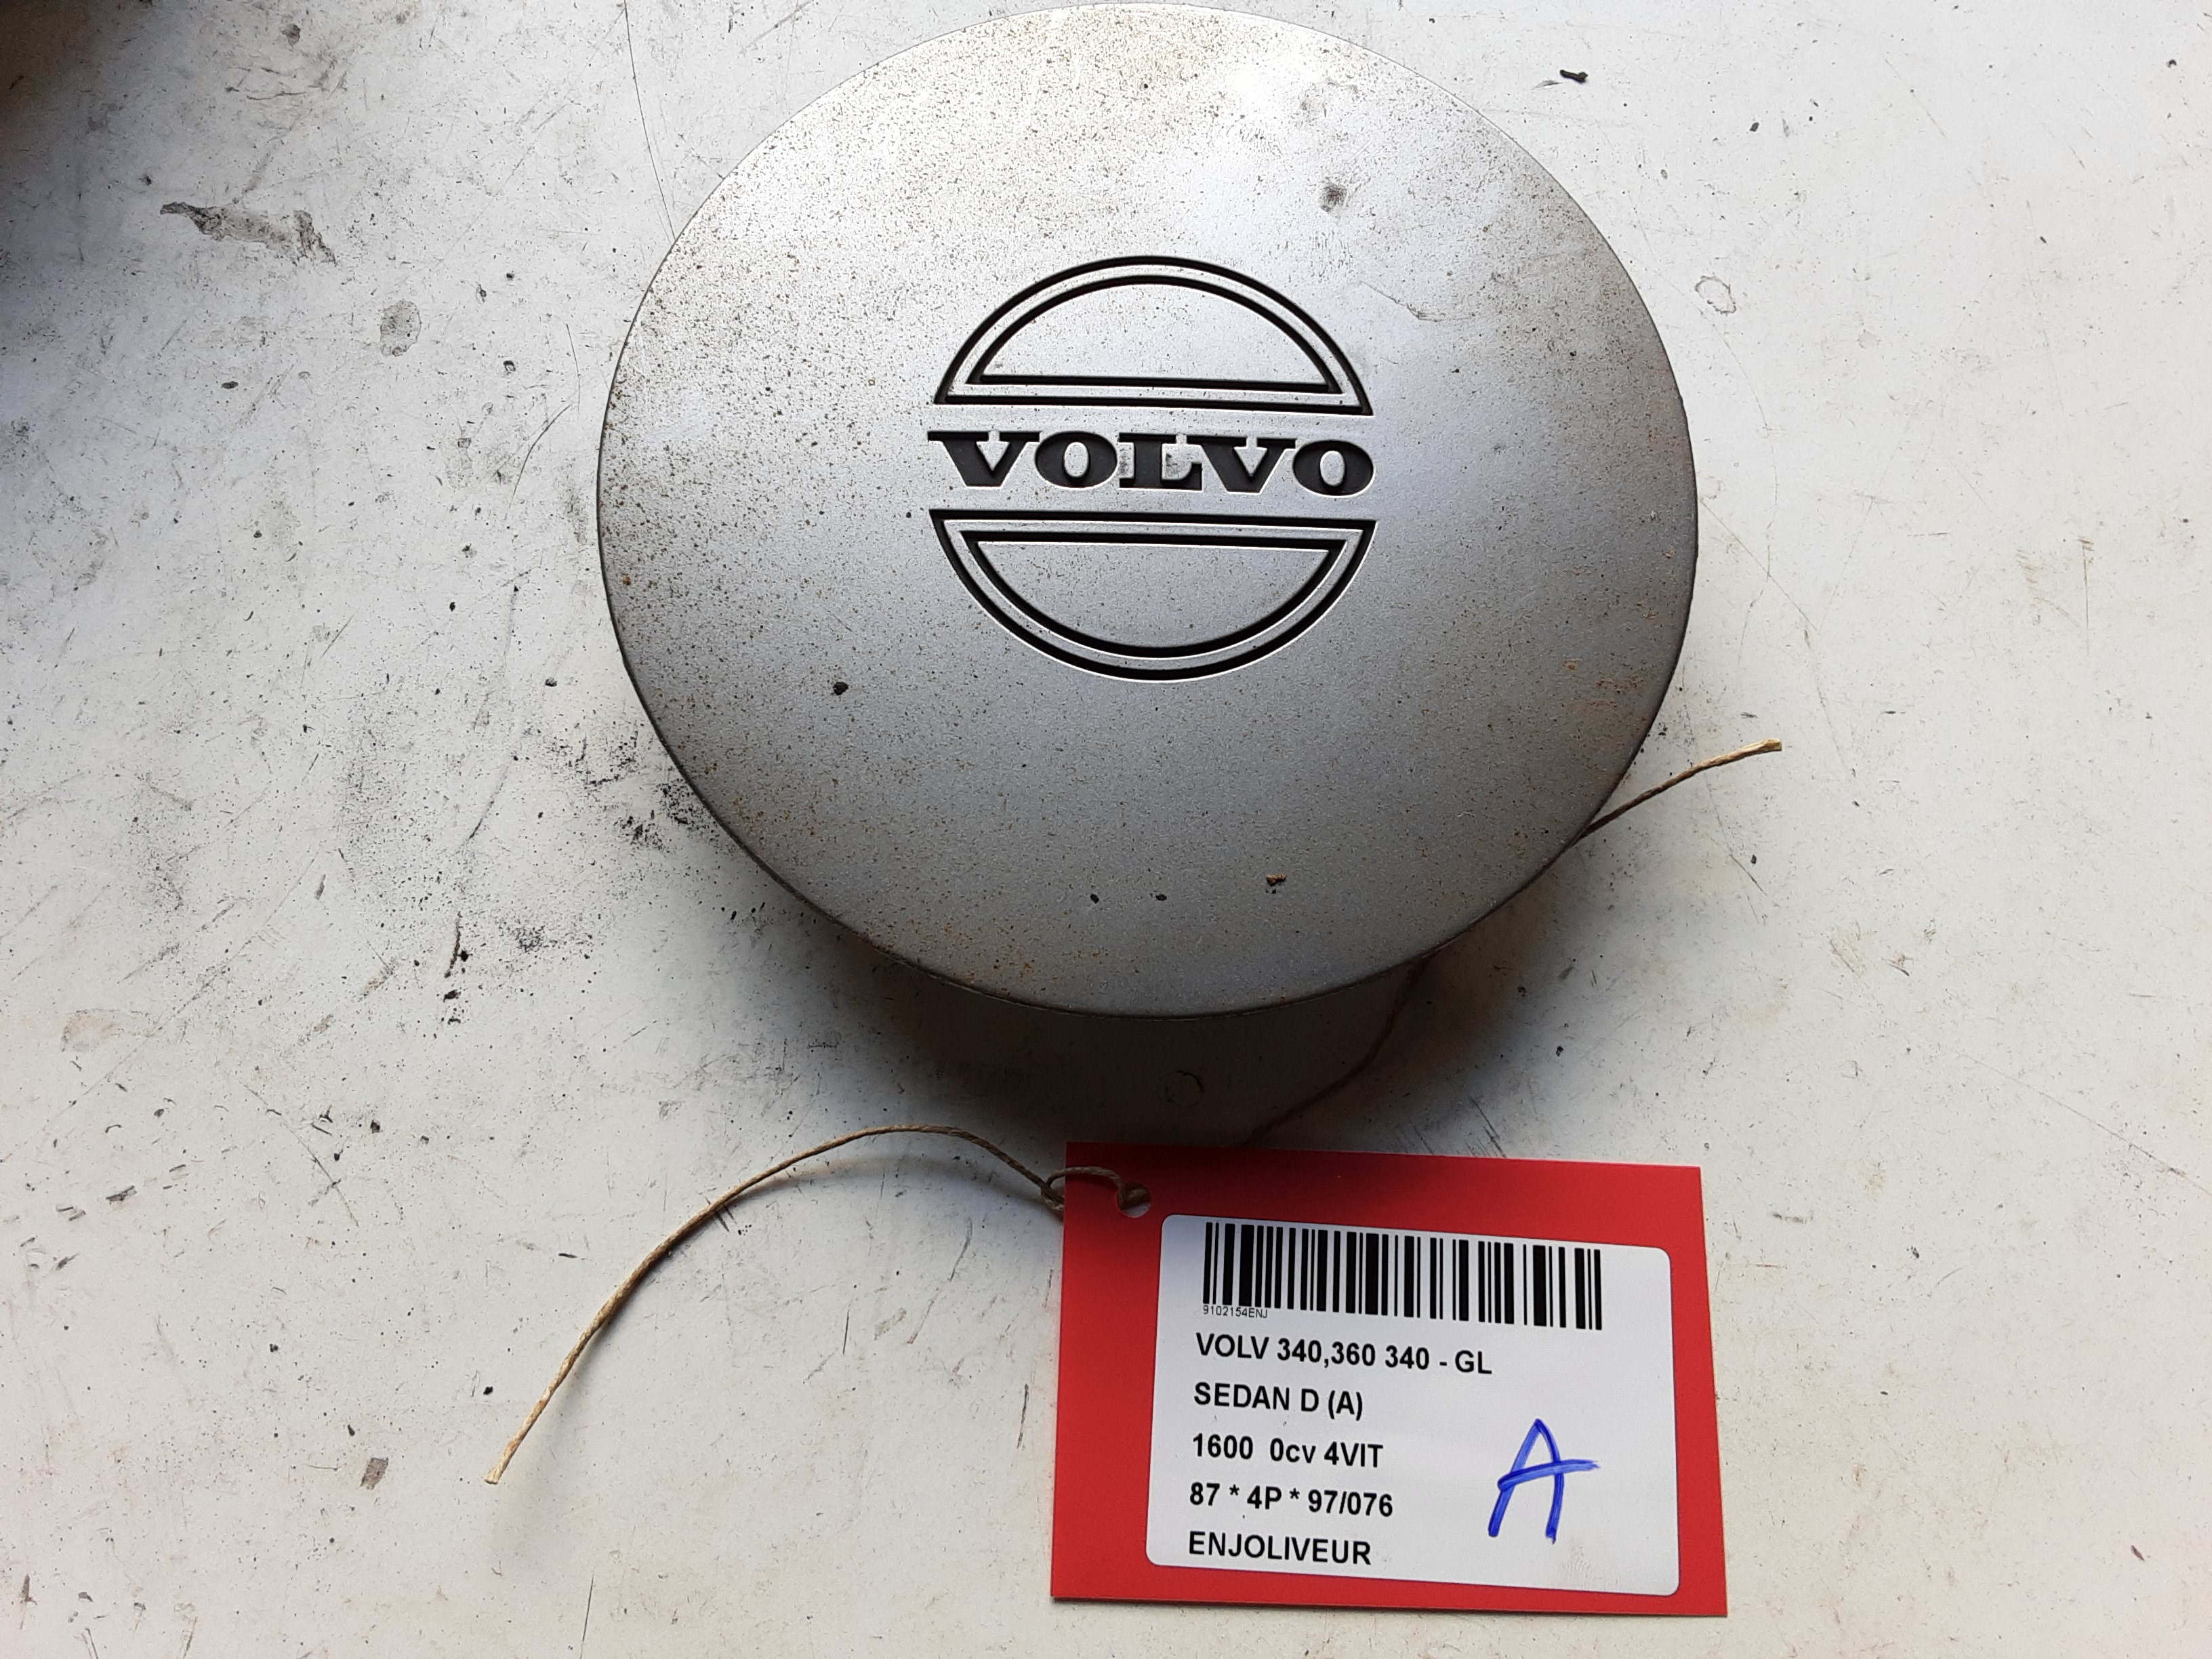 VOLVO
9102154ENJ
VOLV 340,360 340 - GL
SEDAN D (A)
1600 0cv 4VIT
87 * 4P * 97/076
ENJOLIVEUR
A